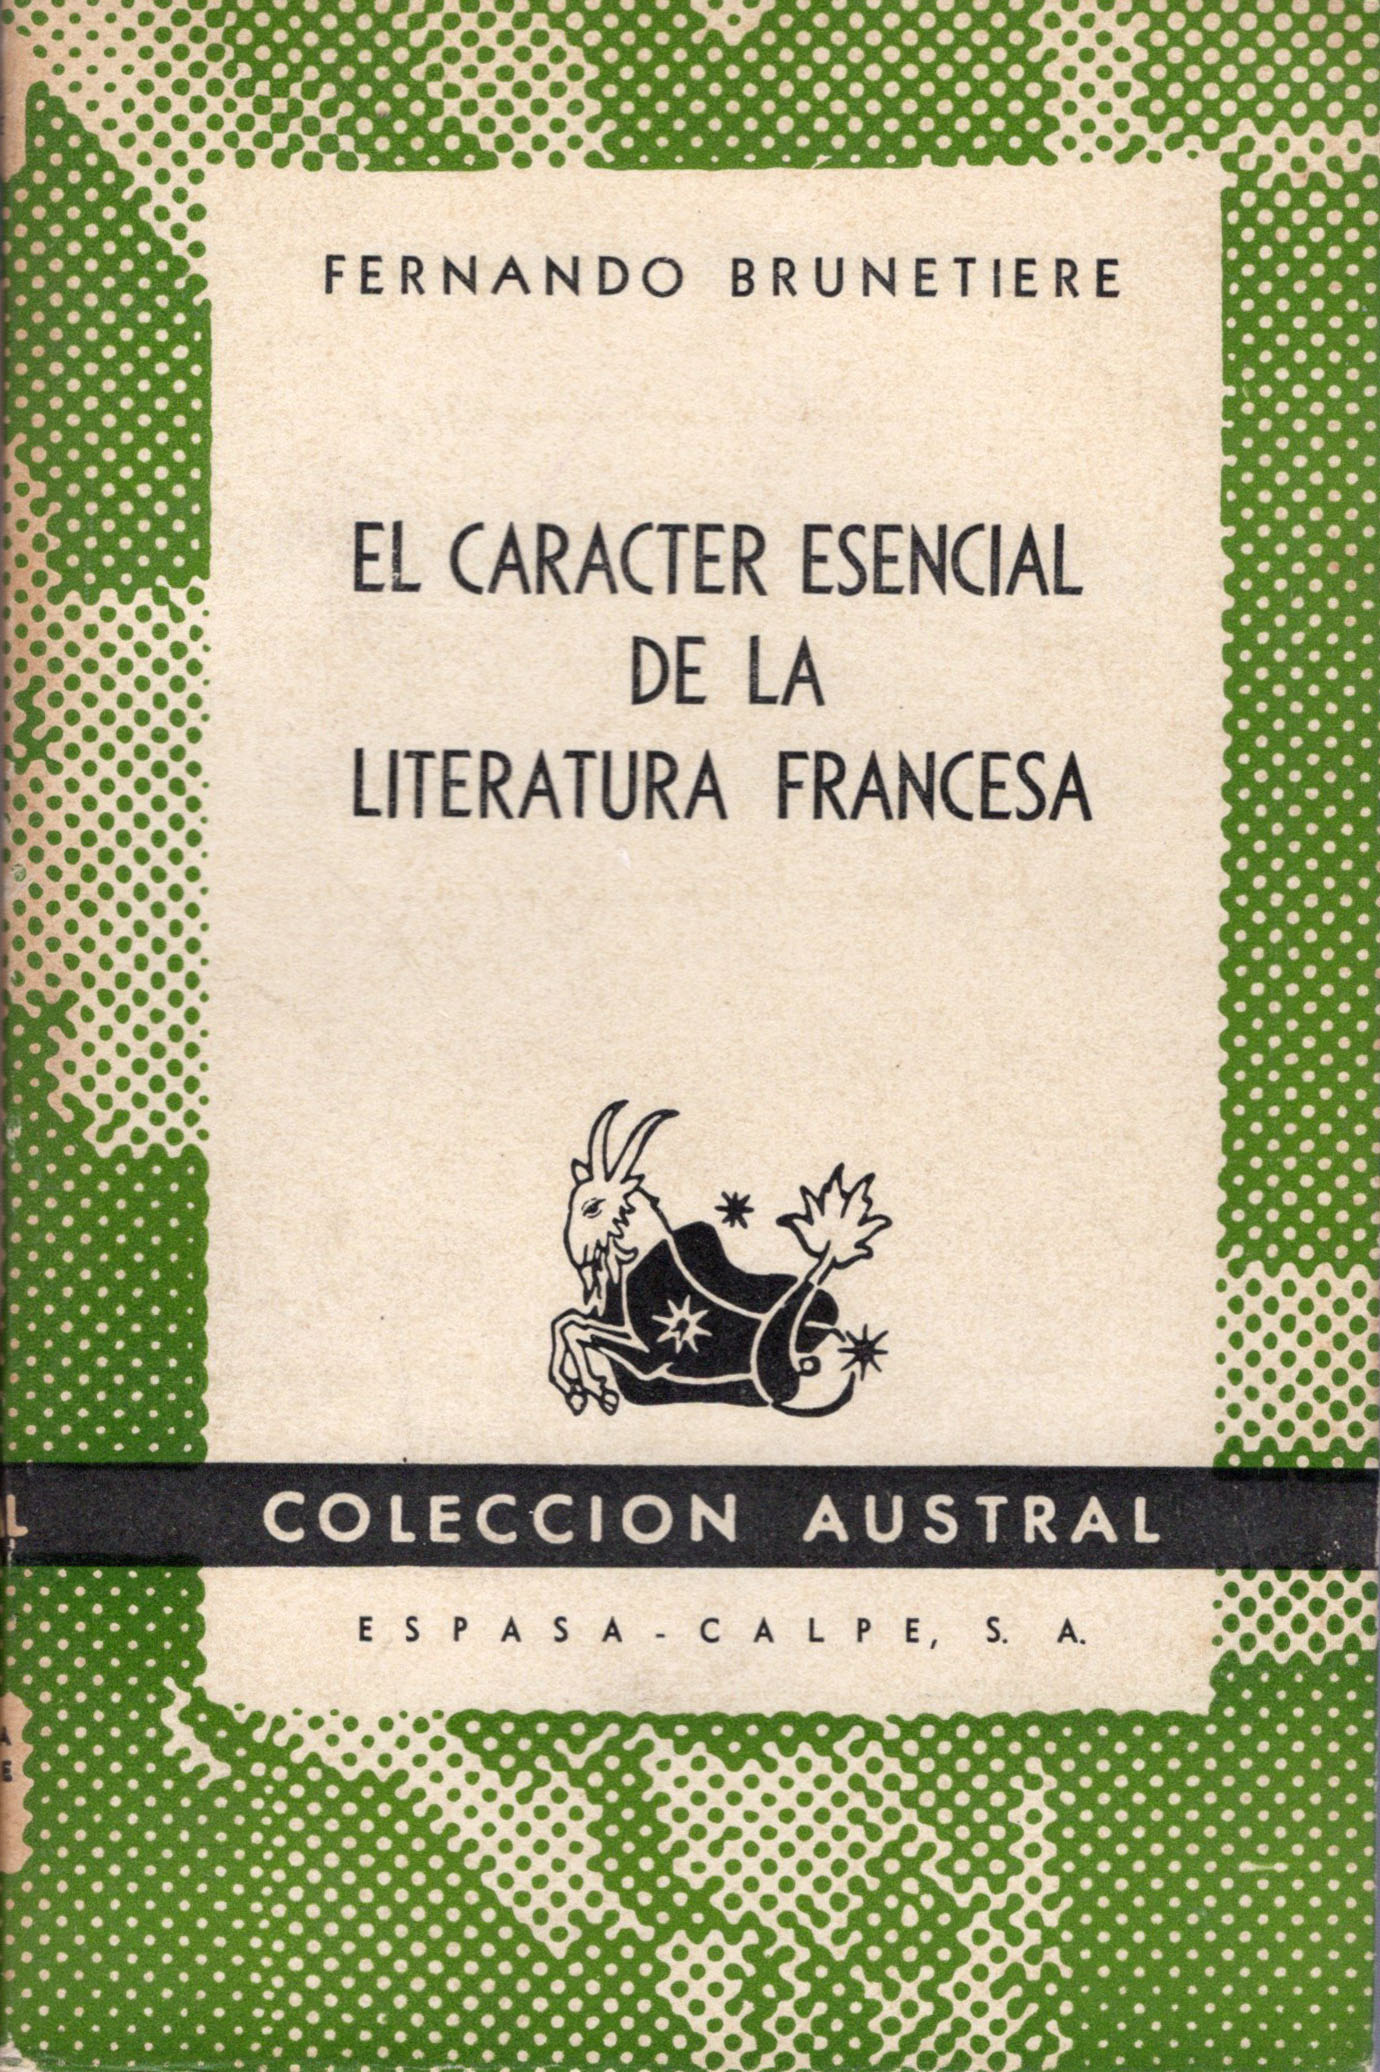 FERNANDO BRUNETIERE
EL CARACTER ESENCIAL
DE LA
LITERATURA FRANCESA
COLECCION AUSTRAL
ESPASA-CALPE, S. A.